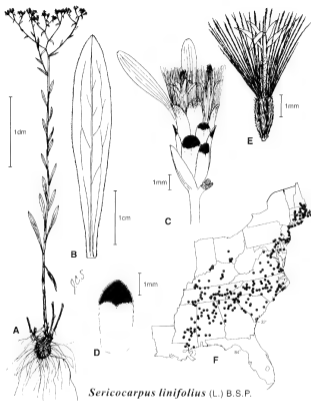 1dm
B
1cm
1mm
C
1mm
E
A
D
1mm
F
Sericocarpus linifolius (L.) B.S.P.